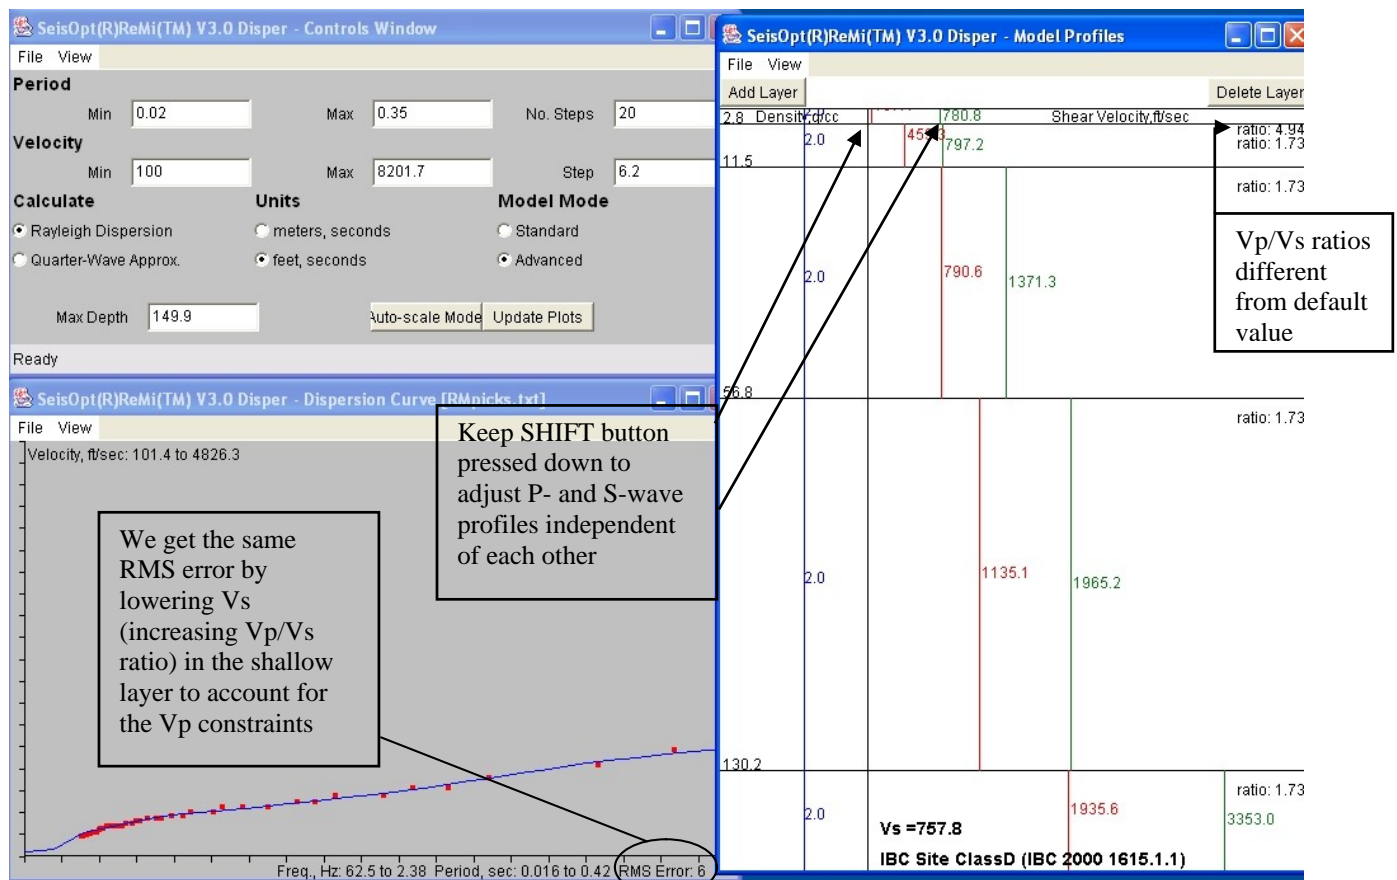 SeisOpt(R)ReMi(TM) V3.0 Disper - Controls Window
File View
Period
Min 0.02 Max 0.35 No. Steps 20
Velocity
Min 100 Max 8201.7 Step 6.2
Calculate Units Model Mode
Rayleigh Dispersion meters, seconds Standard
Quarter-Wave Approx. feet, seconds Advanced
Max Depth 149.9 Auto-scale Mode Update Plots
Ready
SeisOpt(R)ReMi(TM) V3.0 Disper - Dispersion Curve [RMpicks.txt]
File View
Velocity, ft/sec: 101.4 to 4826.3
We get the same
RMS error by
lowering Vs
(increasing Vp/Vs
ratio) in the shallow
layer to account for
the Vp constraints
Freq., Hz: 62.5 to 2.38 Period, sec: 0.016 to 0.42 RMS Error: 6
Keep SHIFT button
pressed down to
adjust P- and S-wave
profiles independent
of each other
SeisOpt(R)ReMi(TM) V3.0 Disper - Model Profiles
File View
Add Layer Delete Layer
2.8 Density,g/cc 780.8 Shear Velocity,ft/sec
ratio: 4.94
2.0 797.2 ratio: 1.73
11.5
ratio: 1.73
Vp/Vs ratios
different
from default
value
2.0 790.6 1371.3
56.8
ratio: 1.73
2.0 1135.1 1965.2
130.2
ratio: 1.73
2.0 1935.6 3353.0
Vs =757.8
IBC Site ClassD (IBC 2000 1615.1.1)